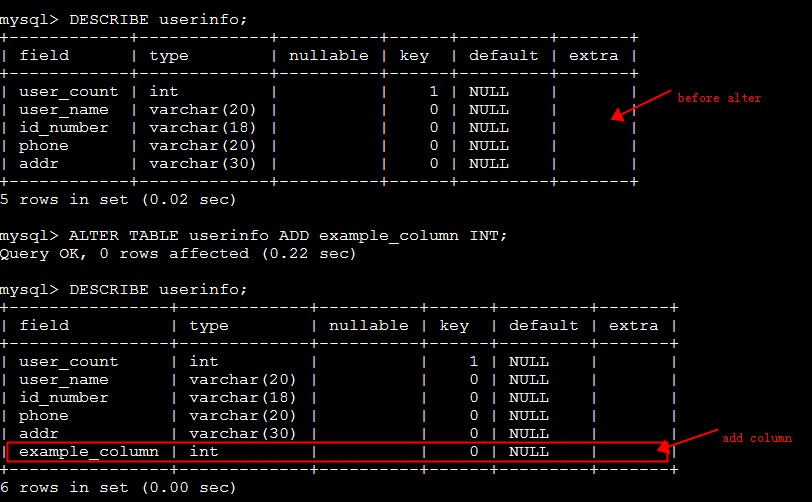 mysql> DESCRIBE userinfo;
+------------+-------------+----------+------+---------+-------+
| field      | type        | nullable | key  | default | extra |
+------------+-------------+----------+------+---------+-------+
| user_count | int         |          |    1 | NULL    |       |
| user_name  | varchar(20) |          |    0 | NULL    |       |
| id_number  | varchar(18) |          |    0 | NULL    |       |
| phone      | varchar(20) |          |    0 | NULL    |       |
| addr       | varchar(30) |          |    0 | NULL    |       |
+------------+-------------+----------+------+---------+-------+
before alter
5 rows in set (0.02 sec)
mysql> ALTER TABLE userinfo ADD example_column INT;
Query OK, 0 rows affected (0.22 sec)
mysql> DESCRIBE userinfo;
+----------------+-------------+----------+------+---------+-------+
| field          | type        | nullable | key  | default | extra |
+----------------+-------------+----------+------+---------+-------+
| user_count     | int         |          |    1 | NULL    |       |
| user_name      | varchar(20) |          |    0 | NULL    |       |
| id_number      | varchar(18) |          |    0 | NULL    |       |
| phone          | varchar(20) |          |    0 | NULL    |       |
| addr           | varchar(30) |          |    0 | NULL    |       |
| example_column | int         |          |    0 | NULL    |       |
+----------------+-------------+----------+------+---------+-------+
add column
6 rows in set (0.00 sec)